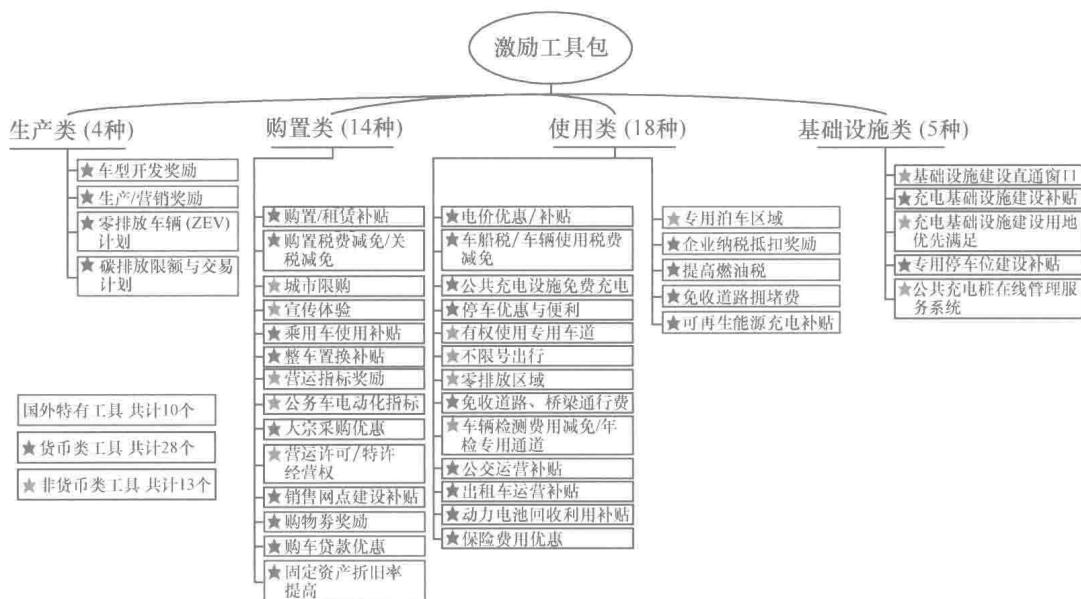 激励工具包
生产类 (4种)
★车型开发奖励
★生产/营销奖励
★零排放车辆 (ZEV)
计划
★碳排放限额与交易
计划
国外特有工具 共计10个
★货币类工具 共计28个
★非货币类工具 共计13个
购置类 (14种)
★购置/租赁补贴
★购置税费减免/关
税减免
★城市限购
★宣传体验
★乘用车使用补贴
★整车置换补贴
★营运指标奖励
★公务车电动化指标
★大宗采购优惠
★营运许可/特许
经营权
★销售网点建设补贴
★购物券奖励
★购车贷款优惠
★固定资产折旧率
提高
使用类 (18种)
★电价优惠/补贴
★车船税/车辆使用税费
减免
★公共充电设施免费充电
★停车优惠与便利
★有权使用专用车道
★不限号出行
★零排放区域
★免收道路、桥梁通行费
★车辆检测费用减免/年
检专用通道
★公交运营补贴
★出租车运营补贴
★动力电池回收利用补贴
★保险费用优惠
★专用泊车区域
★企业纳税抵扣奖励
★提高燃油税
★免收道路拥堵费
★可再生能源充电补贴
基础设施类 (5种)
★基础设施建设直通窗口
★充电基础设施建设补贴
★充电基础设施建设用地
优先满足
★专用停车位建设补贴
★公共充电桩在线管理服
务系统